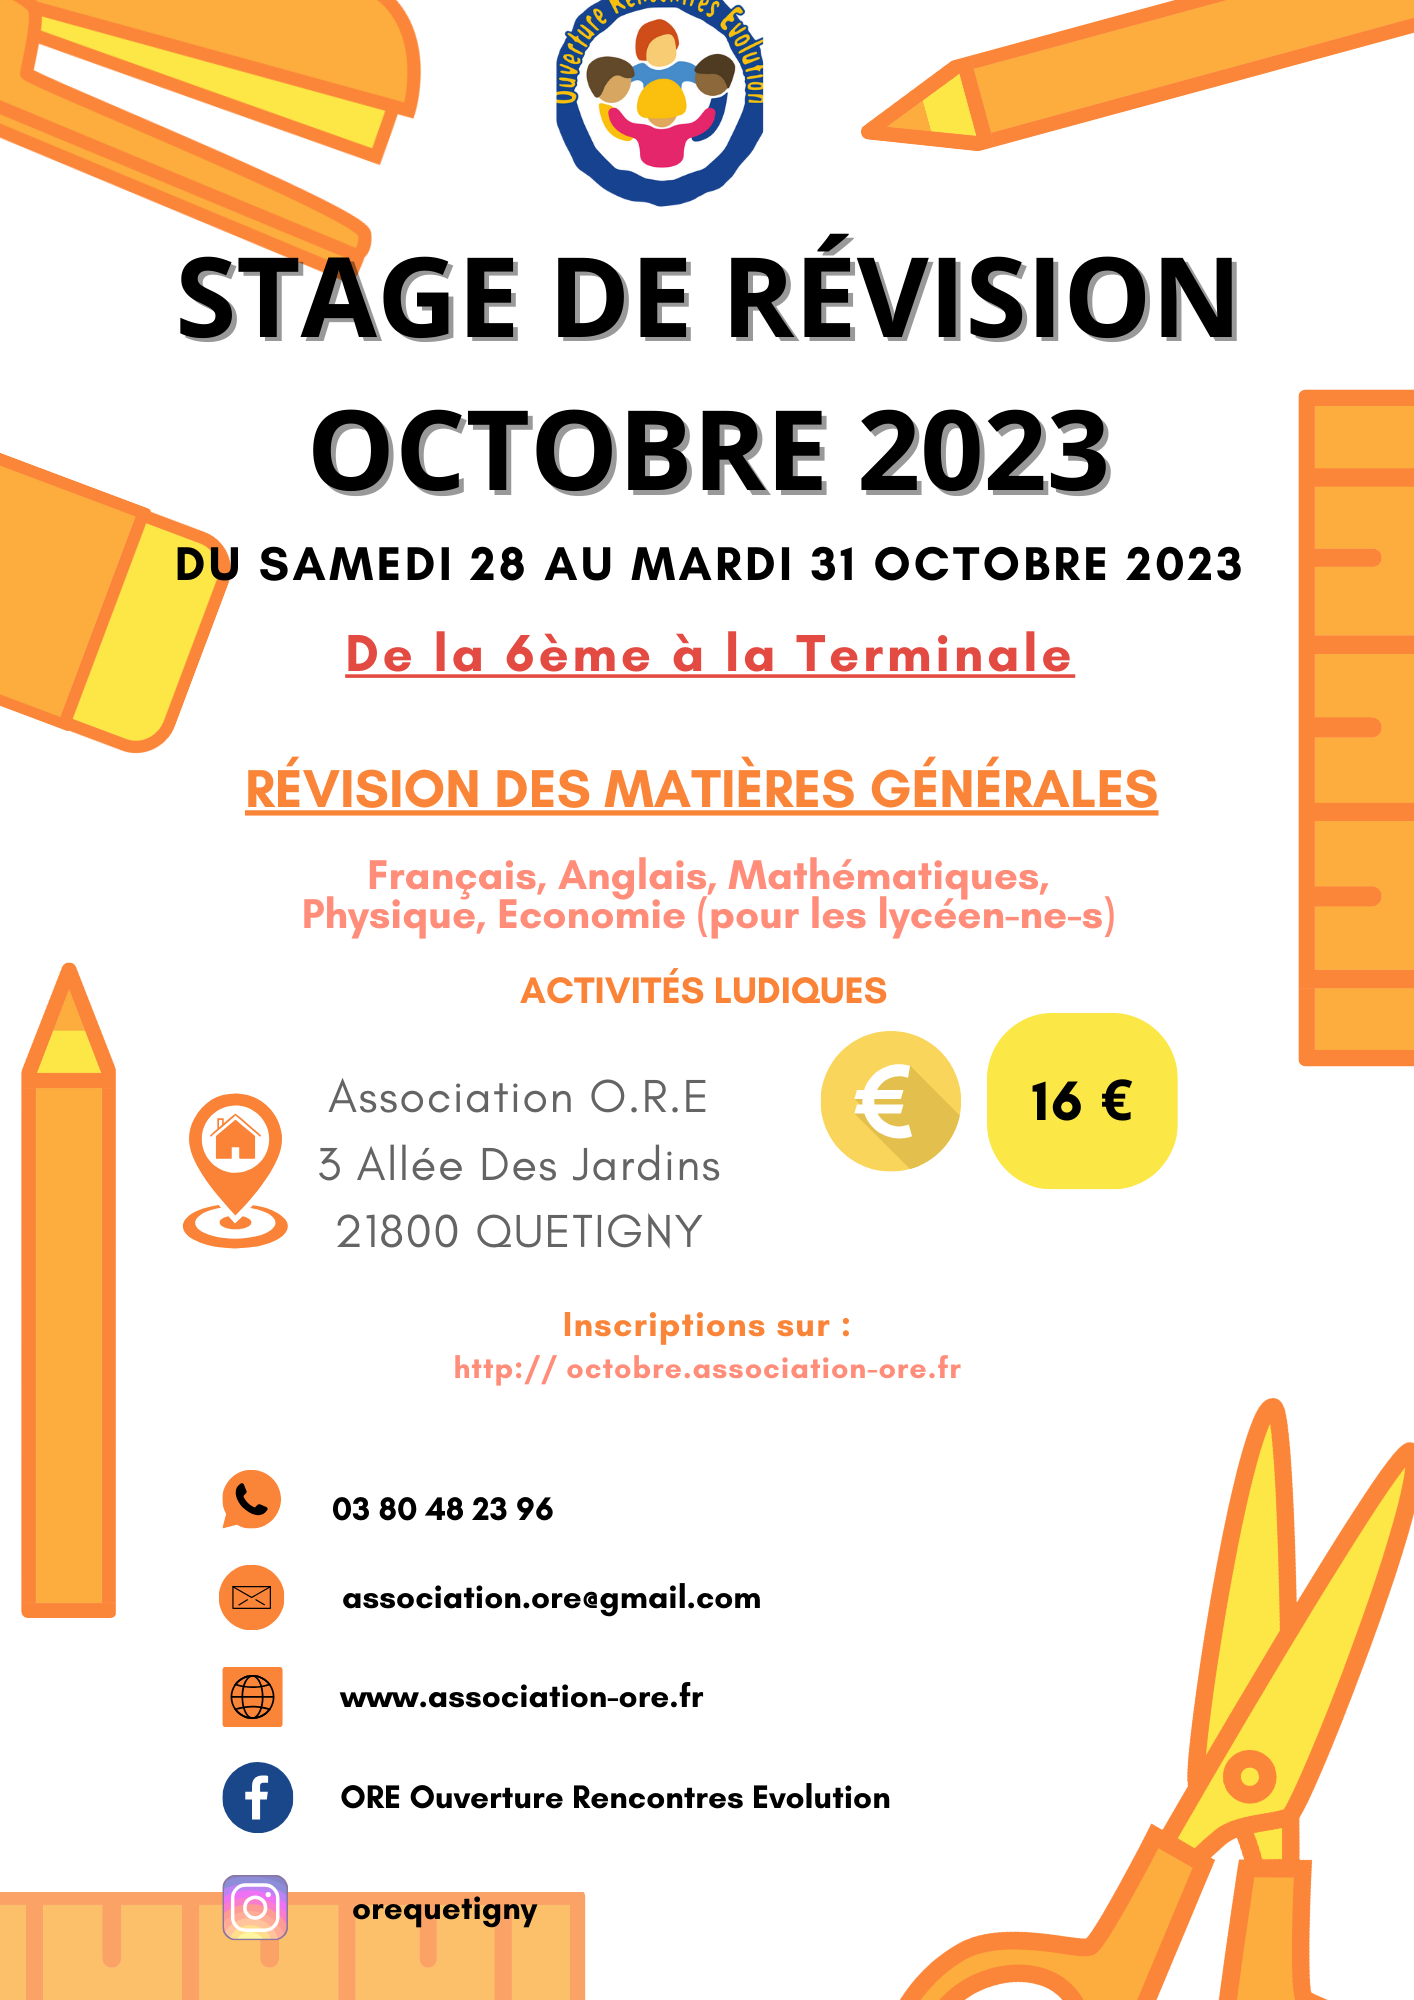 Ouverture Rencontres Evolution
STAGE DE RÉVISION
OCTOBRE 2023
DU SAMEDI 28 AU MARDI 31 OCTOBRE 2023
De la 6ème à la Terminale
RÉVISION DES MATIÈRES GÉNÉRALES
Français, Anglais, Mathématiques,
Physique, Economie (pour les lycéen-ne-s)
ACTIVITÉS LUDIQUES
Association O.R.E
3 Allée Des Jardins
21800 QUETIGNY
€
16 €
Inscriptions sur :
http:// octobre.association-ore.fr
03 80 48 23 96
association.ore@gmail.com
www.association-ore.fr
ORE Ouverture Rencontres Evolution
orequetigny